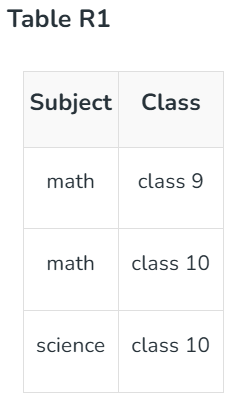 Table R1
Subject Class
math class 9
math class 10
science class 10